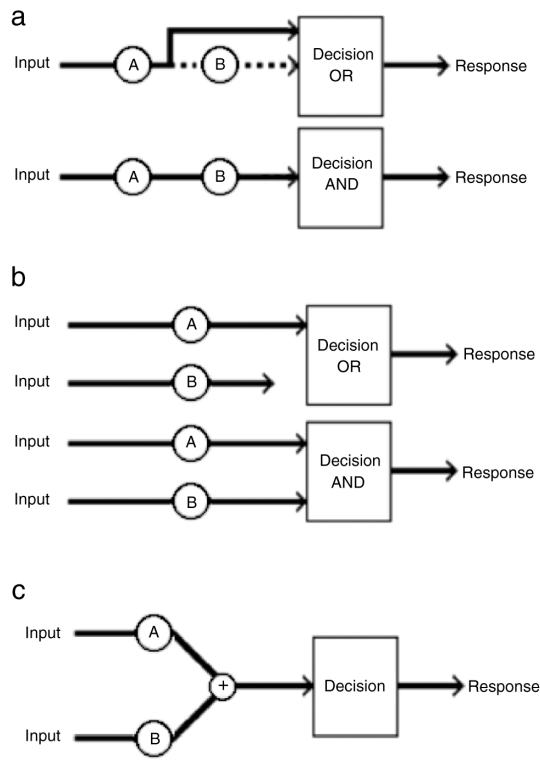 a
Input A B Decision OR Response
Input A B Decision AND Response
b
Input A Decision OR Response
Input B
Input A Decision AND Response
Input B
c
Input A
+ Decision Response
Input B